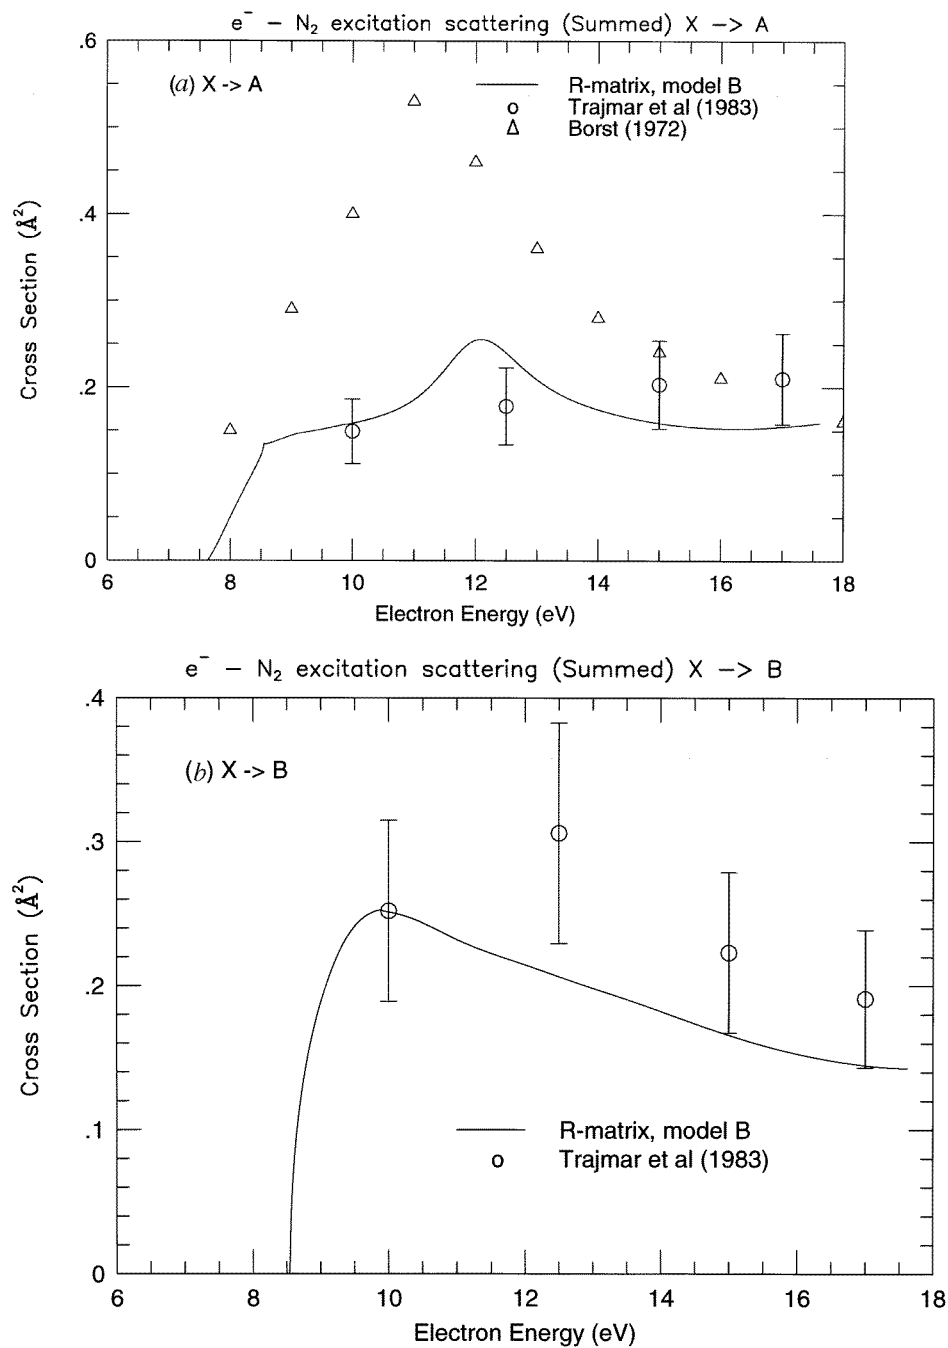 e⁻ – N₂ excitation scattering (Summed) X –> A
.6
(a) X -> A
R-matrix, model B
Trajmar et al (1983)
Borst (1972)
.4
.2
0
Cross Section (Å²)
6 8 10 12 14 16 18
Electron Energy (eV)
e⁻ – N₂ excitation scattering (Summed) X –> B
.4
(b) X -> B
.3
.2
.1
0
Cross Section (Å²)
R-matrix, model B
Trajmar et al (1983)
6 8 10 12 14 16 18
Electron Energy (eV)